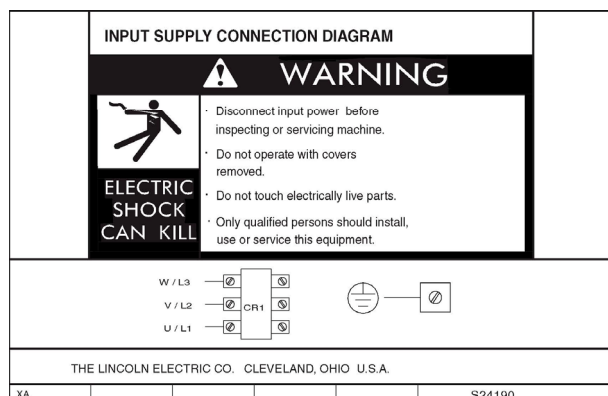 INPUT SUPPLY CONNECTION DIAGRAM
WARNING
· Disconnect input power before
inspecting or servicing machine.
· Do not operate with covers
removed.
· Do not touch electrically live parts.
· Only qualified persons should install,
use or service this equipment.
ELECTRIC
SHOCK
CAN KILL
W / L3
V / L2
CR1
U / L1
THE LINCOLN ELECTRIC CO. CLEVELAND, OHIO U.S.A.
XA
S24190